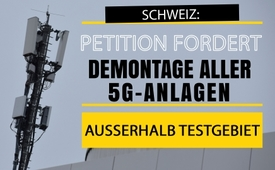 SCHWEIZ:
PETITION FORDERT
DEMONTAGE ALLER
5G-ANLAGEN
AUSSERHALB TESTGEBIET